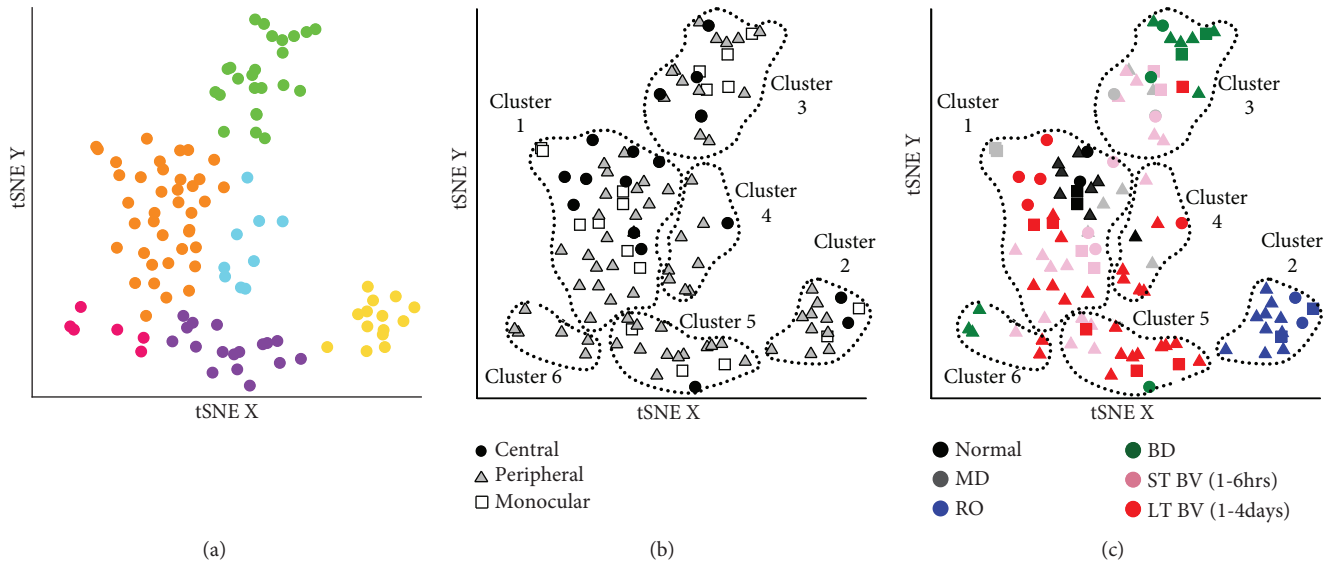 tSNE Y
tSNE X
(a)
tSNE Y
Cluster
1
Cluster
3
Cluster
4
Cluster
2
Cluster 5
Cluster 6
tSNE X
Central
Peripheral
Monocular
(b)
tSNE Y
Cluster
1
Cluster
3
Cluster
4
Cluster
2
Cluster 5
Cluster 6
tSNE X
Normal
MD
RO
BD
ST BV (1-6hrs)
LT BV (1-4days)
(c)